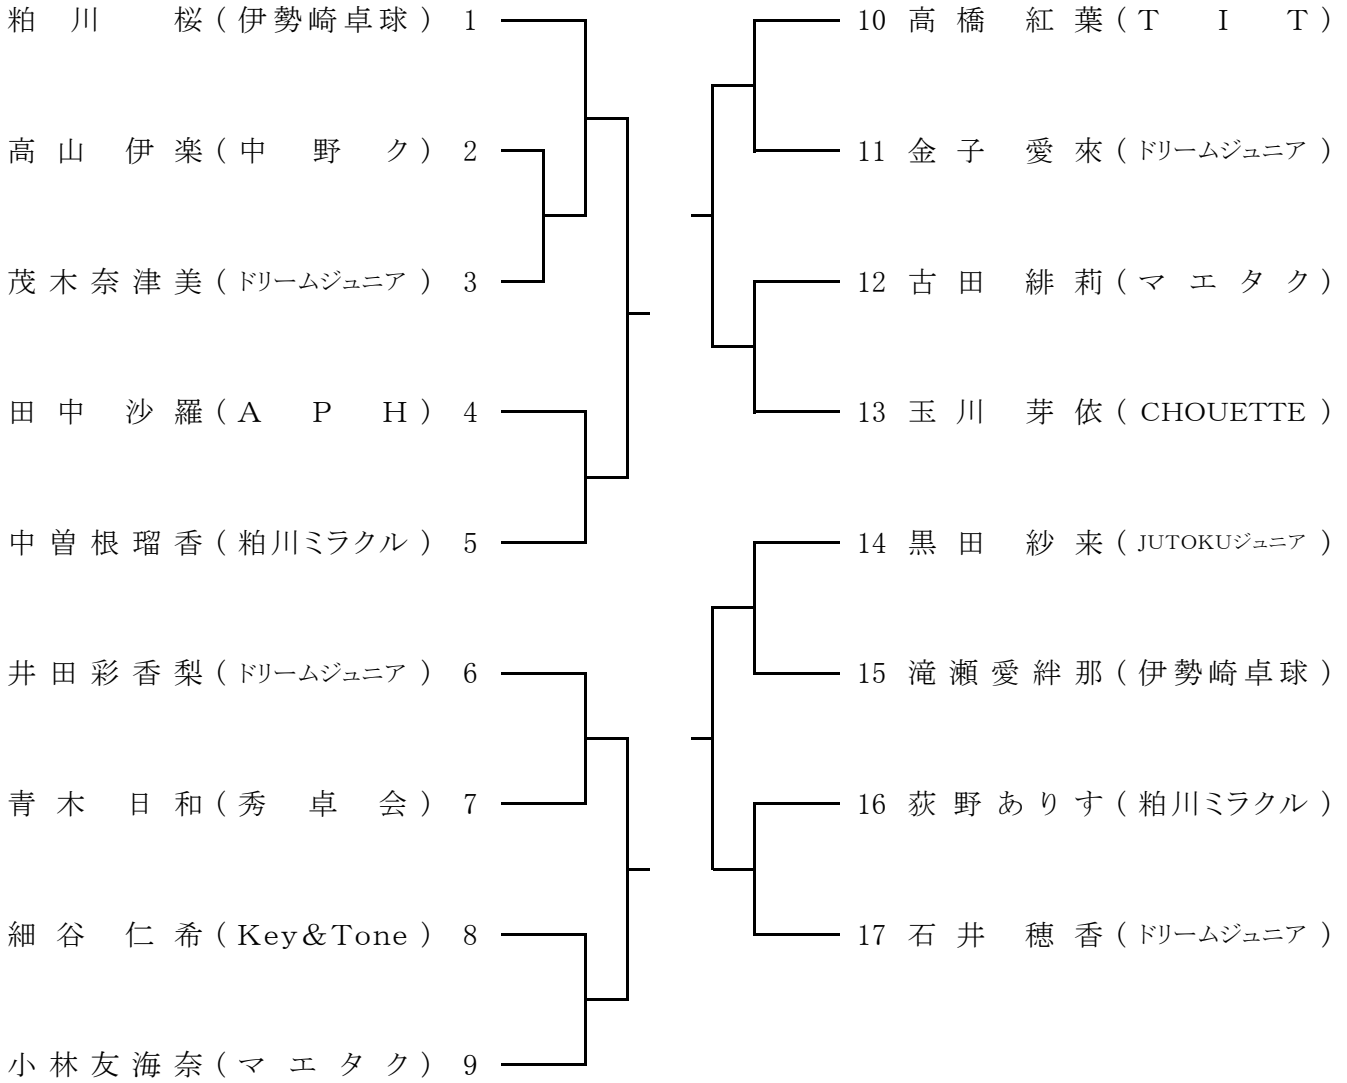 粕川 桜(伊勢崎卓球) 1
高山 伊楽(中野ク) 2
茂木奈津美(ドリームジュニア) 3
田中 沙羅(A P H) 4
中曽根瑠香(粕川ミラクル) 5
井田彩香梨(ドリームジュニア) 6
青木 日和(秀卓会) 7
細谷 仁希(Key&Tone) 8
小林友海奈(マエタク) 9
10 高橋 紅葉(T I T)
11 金子 愛來(ドリームジュニア)
12 古田 緋莉(マエタク)
13 玉川 芽依(CHOUETTE)
14 黒田 紗来(JUTOKUジュニア)
15 滝瀬愛絆那(伊勢崎卓球)
16 荻野ありす(粕川ミラクル)
17 石井 穂香(ドリームジュニア)